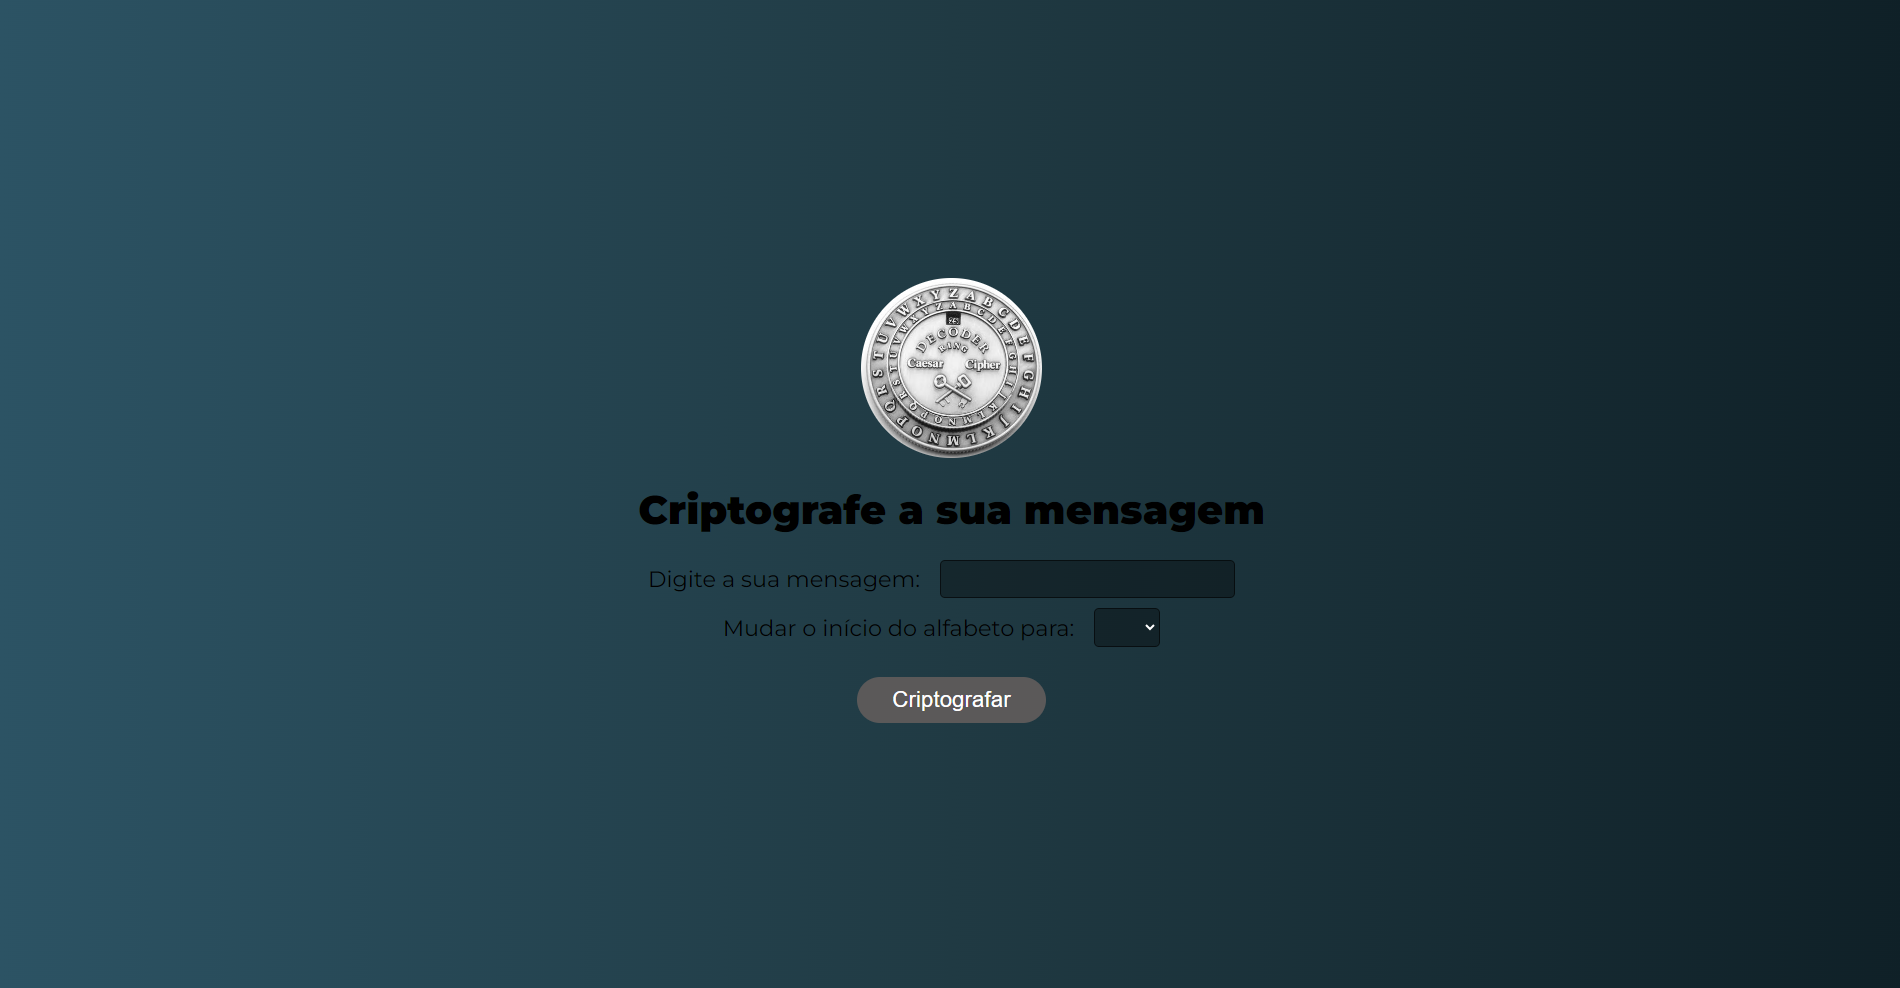 Z A B C D E F G H I J K L M N O P Q R S T U V W X Y
Z A B C D E F G H I J K L M N O P Q R S T U V W X Y
DECODER
RING
Caesar Cipher
Criptografe a sua mensagem
Digite a sua mensagem:
Mudar o início do alfabeto para:
Criptografar